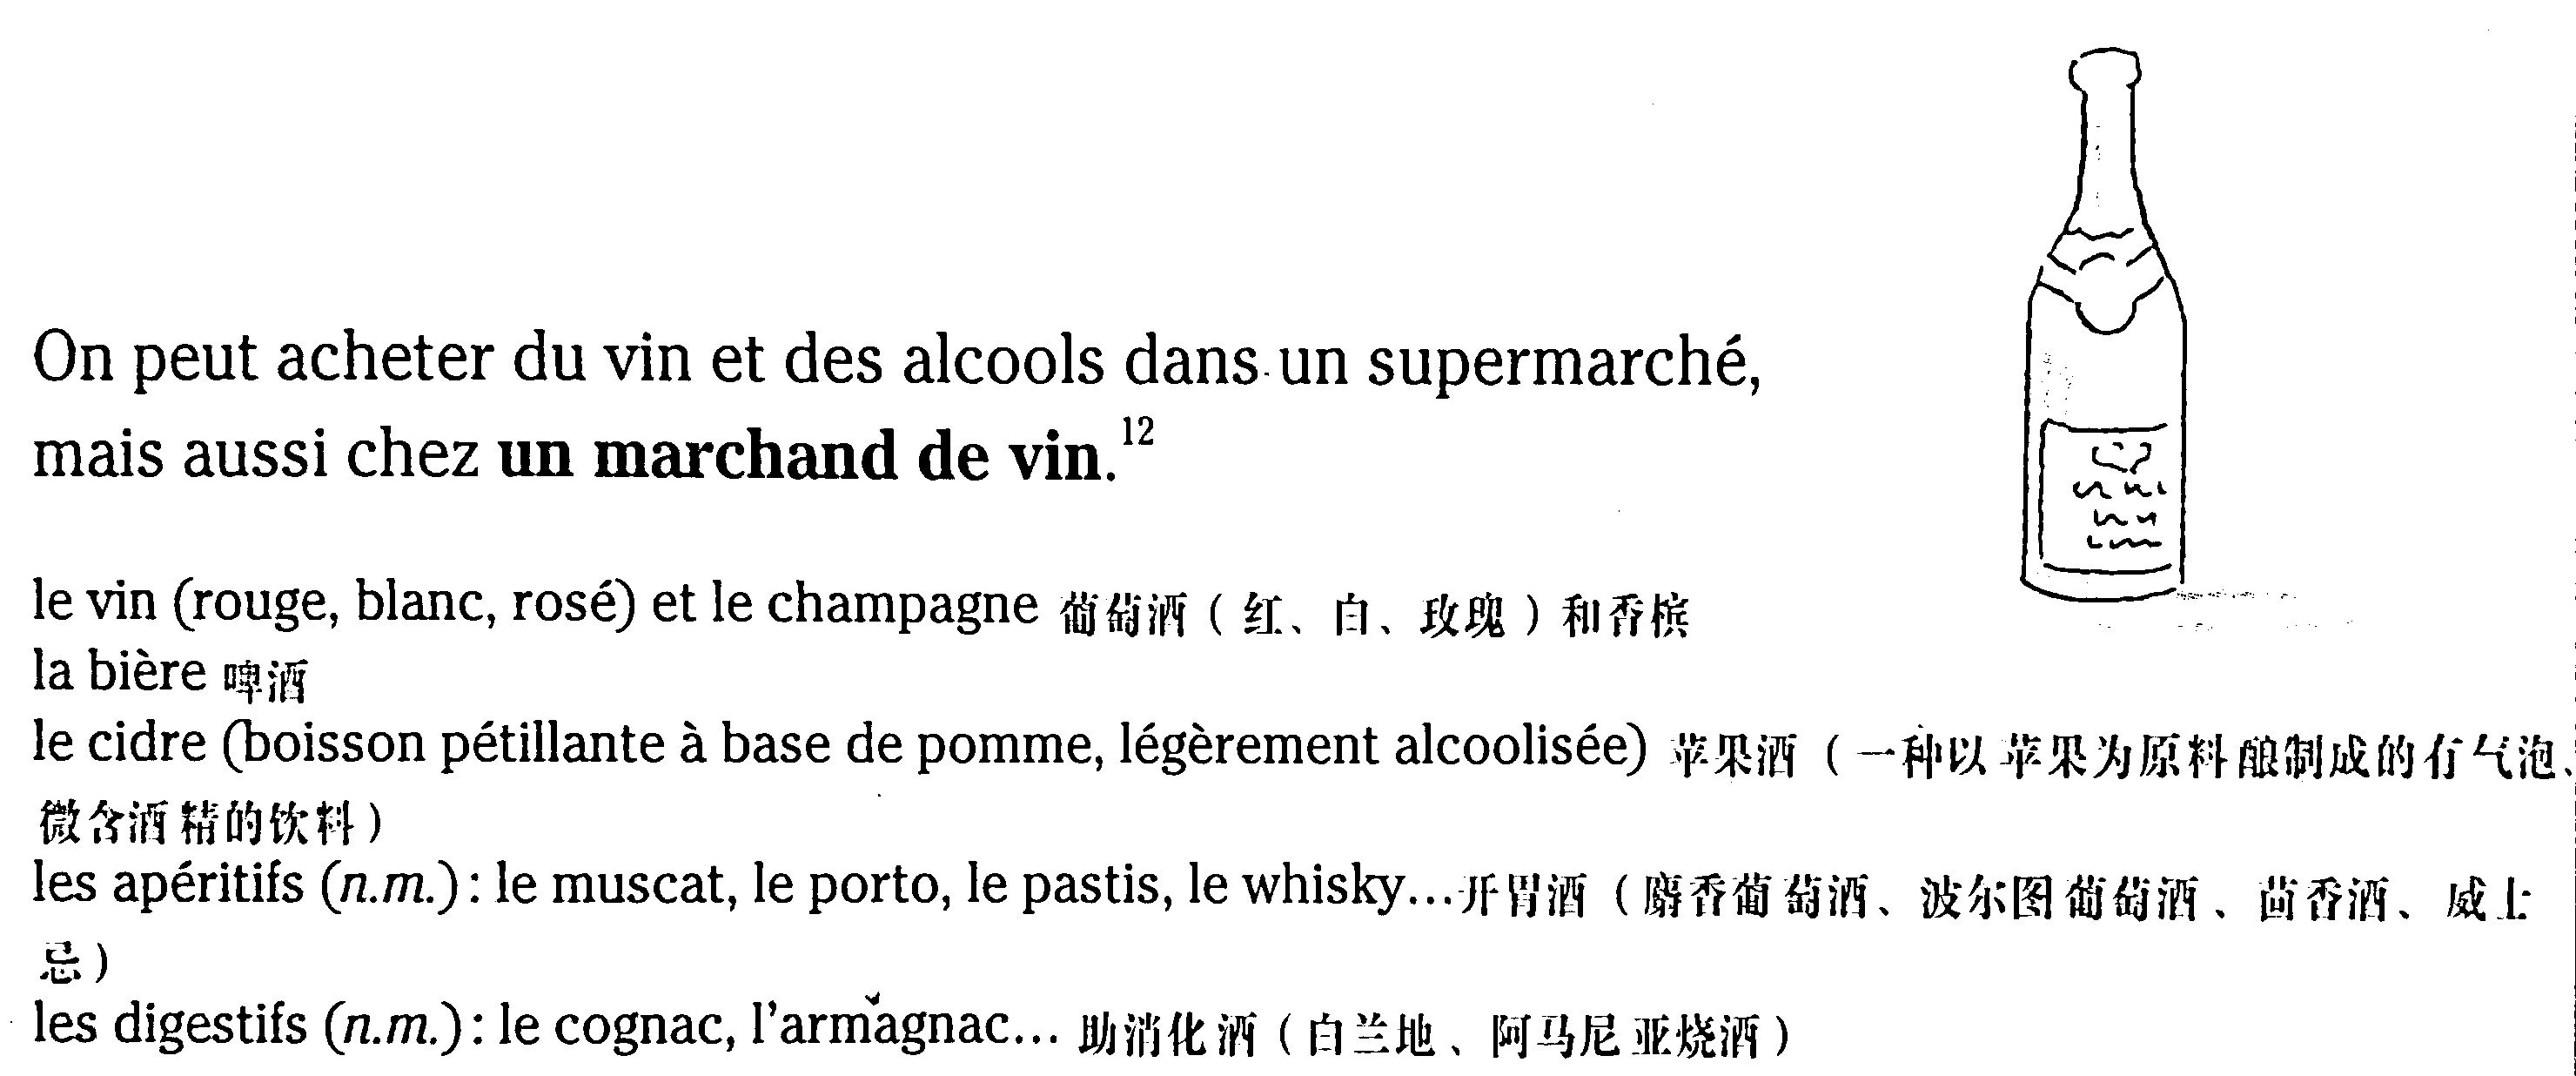 On peut acheter du vin et des alcools dans un supermarché,
mais aussi chez un marchand de vin.12
le vin (rouge, blanc, rosé) et le champagne 葡萄酒（红、白、玫瑰）和香槟
la bière 啤酒
le cidre (boisson pétillante à base de pomme, légèrement alcoolisée) 苹果酒（一种以苹果为原料酿制成的有气泡、
微含酒精的饮料）
les apéritifs (n.m.) : le muscat, le porto, le pastis, le whisky…开胃酒（麝香葡萄酒、波尔图葡萄酒、茴香酒、威士
忌）
les digestifs (n.m.) : le cognac, l'armagnac… 助消化酒（白兰地、阿马尼亚烧酒）